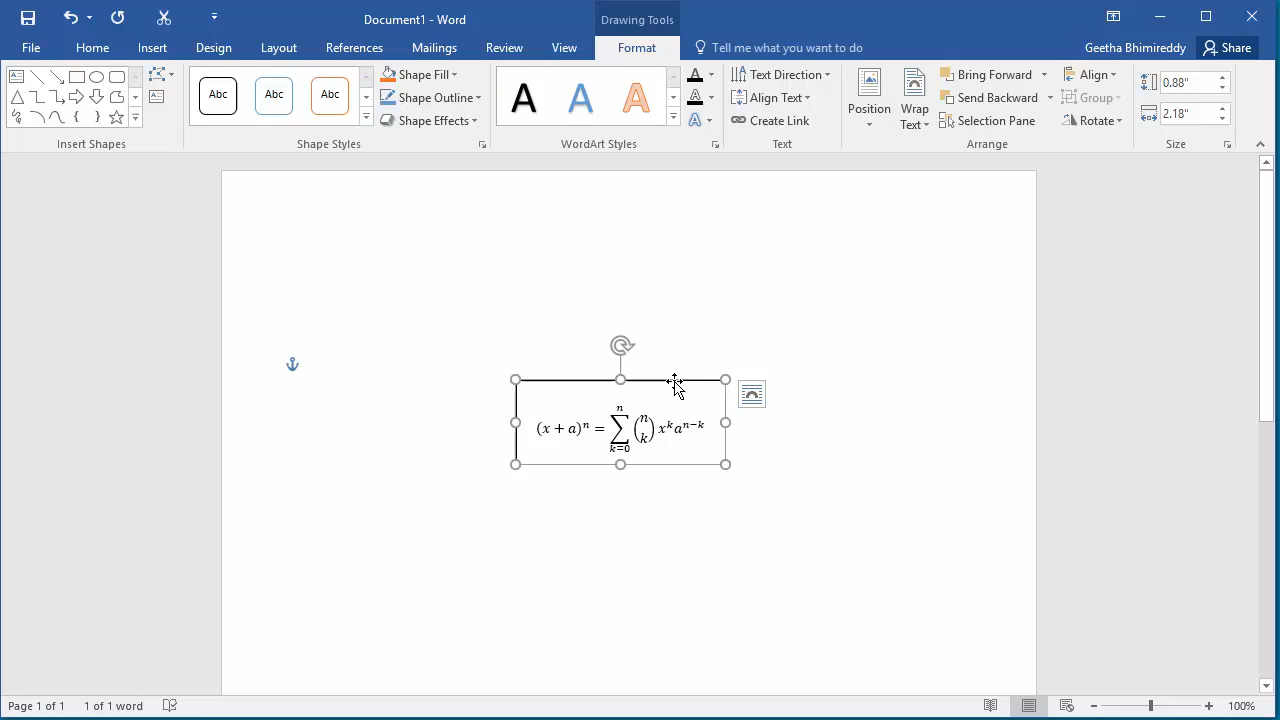 Document1 - Word
Drawing Tools
File Home Insert Design Layout References Mailings Review View Format Tell me what you want to do Geetha Bhimireddy Share
Abc Abc Abc
Shape Fill
Shape Outline
Shape Effects
A A A
A
A
A
Text Direction
Align Text
Create Link
Position
Wrap
Text
Bring Forward
Send Backward
Selection Pane
Align
Group
Rotate
0.88"
2.18"
Insert Shapes Shape Styles WordArt Styles Text Arrange Size
(x + a)ⁿ = ∑ₖ₌₀ⁿ (n k) xᵏaⁿ⁻ᵏ
Page 1 of 1 1 of 1 word 100%